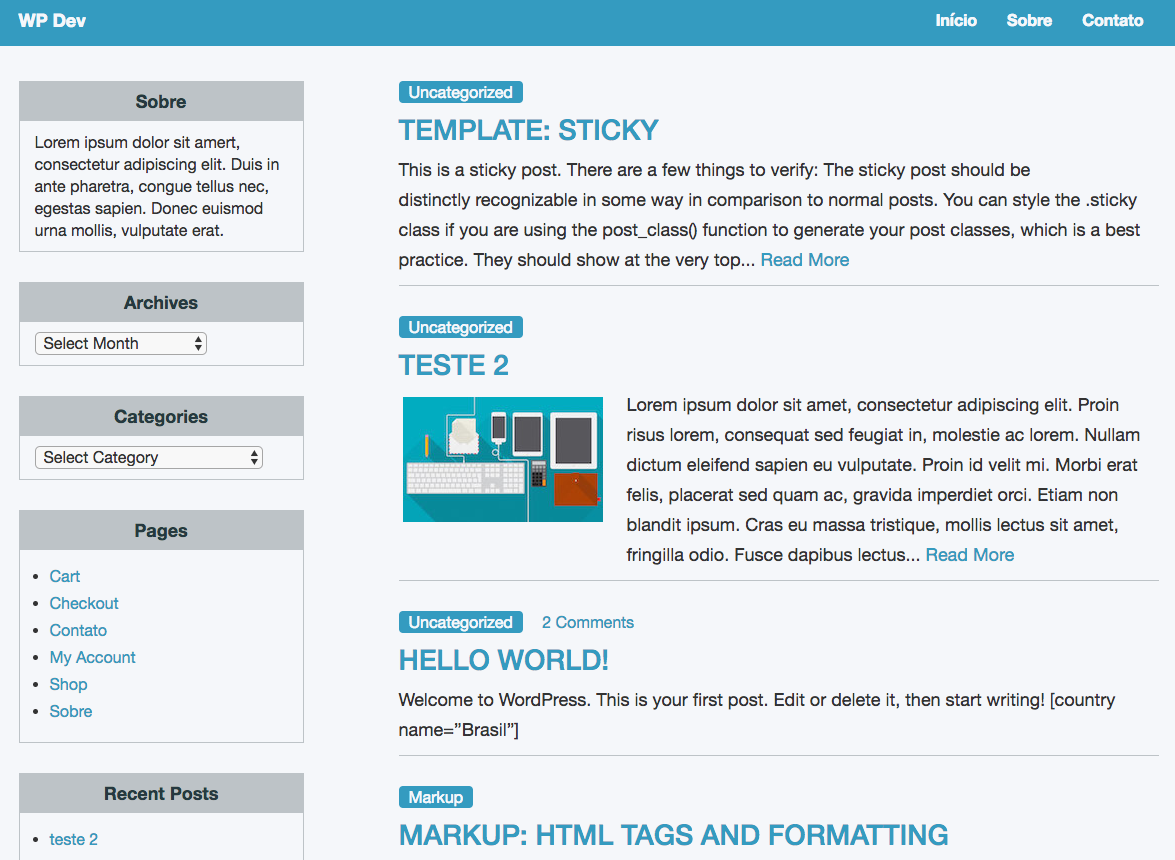 WP Dev
Início Sobre Contato
Sobre
Lorem ipsum dolor sit amert,
consectetur adipiscing elit. Duis in
ante pharetra, congue tellus nec,
egestas sapien. Donec euismod
urna mollis, vulputate erat.
Archives
Select Month
Categories
Select Category
Pages
Cart
Checkout
Contato
My Account
Shop
Sobre
Recent Posts
teste 2
Uncategorized
TEMPLATE: STICKY
This is a sticky post. There are a few things to verify: The sticky post should be
distinctly recognizable in some way in comparison to normal posts. You can style the .sticky
class if you are using the post_class() function to generate your post classes, which is a best
practice. They should show at the very top... Read More
Uncategorized
TESTE 2
Lorem ipsum dolor sit amet, consectetur adipiscing elit. Proin
risus lorem, consequat sed feugiat in, molestie ac lorem. Nullam
dictum eleifend sapien eu vulputate. Proin id velit mi. Morbi erat
felis, placerat sed quam ac, gravida imperdiet orci. Etiam non
blandit ipsum. Cras eu massa tristique, mollis lectus sit amet,
fringilla odio. Fusce dapibus lectus... Read More
Uncategorized 2 Comments
HELLO WORLD!
Welcome to WordPress. This is your first post. Edit or delete it, then start writing! [country
name=”Brasil”]
Markup
MARKUP: HTML TAGS AND FORMATTING